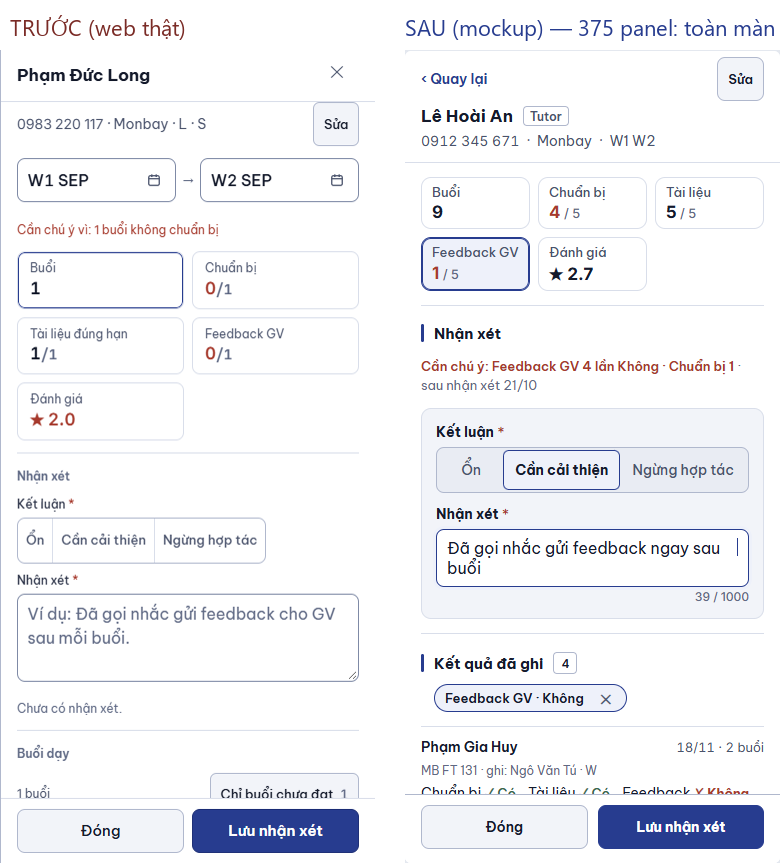 TRƯỚC (web thật)
Phạm Đức Long
0983 220 117 · Monbay · L · S
Sửa
W1 SEP → W2 SEP
Cần chú ý vì: 1 buổi không chuẩn bị
Buổi
1
Chuẩn bị
0/1
Tài liệu đúng hạn
1/1
Feedback GV
0/1
Đánh giá
★ 2.0
Nhận xét
Kết luận *
Ổn Cần cải thiện Ngừng hợp tác
Nhận xét *
Ví dụ: Đã gọi nhắc gửi feedback cho GV
sau mỗi buổi.
Chưa có nhận xét.
Buổi dạy
1 buổi
Chỉ buổi chưa đạt 1
Đóng
Lưu nhận xét
SAU (mockup) — 375 panel: toàn màn
‹ Quay lại
Sửa
Lê Hoài An Tutor
0912 345 671 · Monbay · W1 W2
Buổi
9
Chuẩn bị
4 / 5
Tài liệu
5 / 5
Feedback GV
1 / 5
Đánh giá
★ 2.7
Nhận xét
Cần chú ý: Feedback GV 4 lần Không · Chuẩn bị 1 ·
sau nhận xét 21/10
Kết luận *
Ổn Cần cải thiện Ngừng hợp tác
Nhận xét *
Đã gọi nhắc gửi feedback ngay sau
buổi
39 / 1000
Kết quả đã ghi 4
Feedback GV · Không ×
Phạm Gia Huy
18/11 · 2 buổi
MB FT 131 · ghi: Ngô Văn Tú · W
Chuẩn bị ✓ Có Tài liệu ✓ Có Feedback ✗ Không
Đóng
Lưu nhận xét